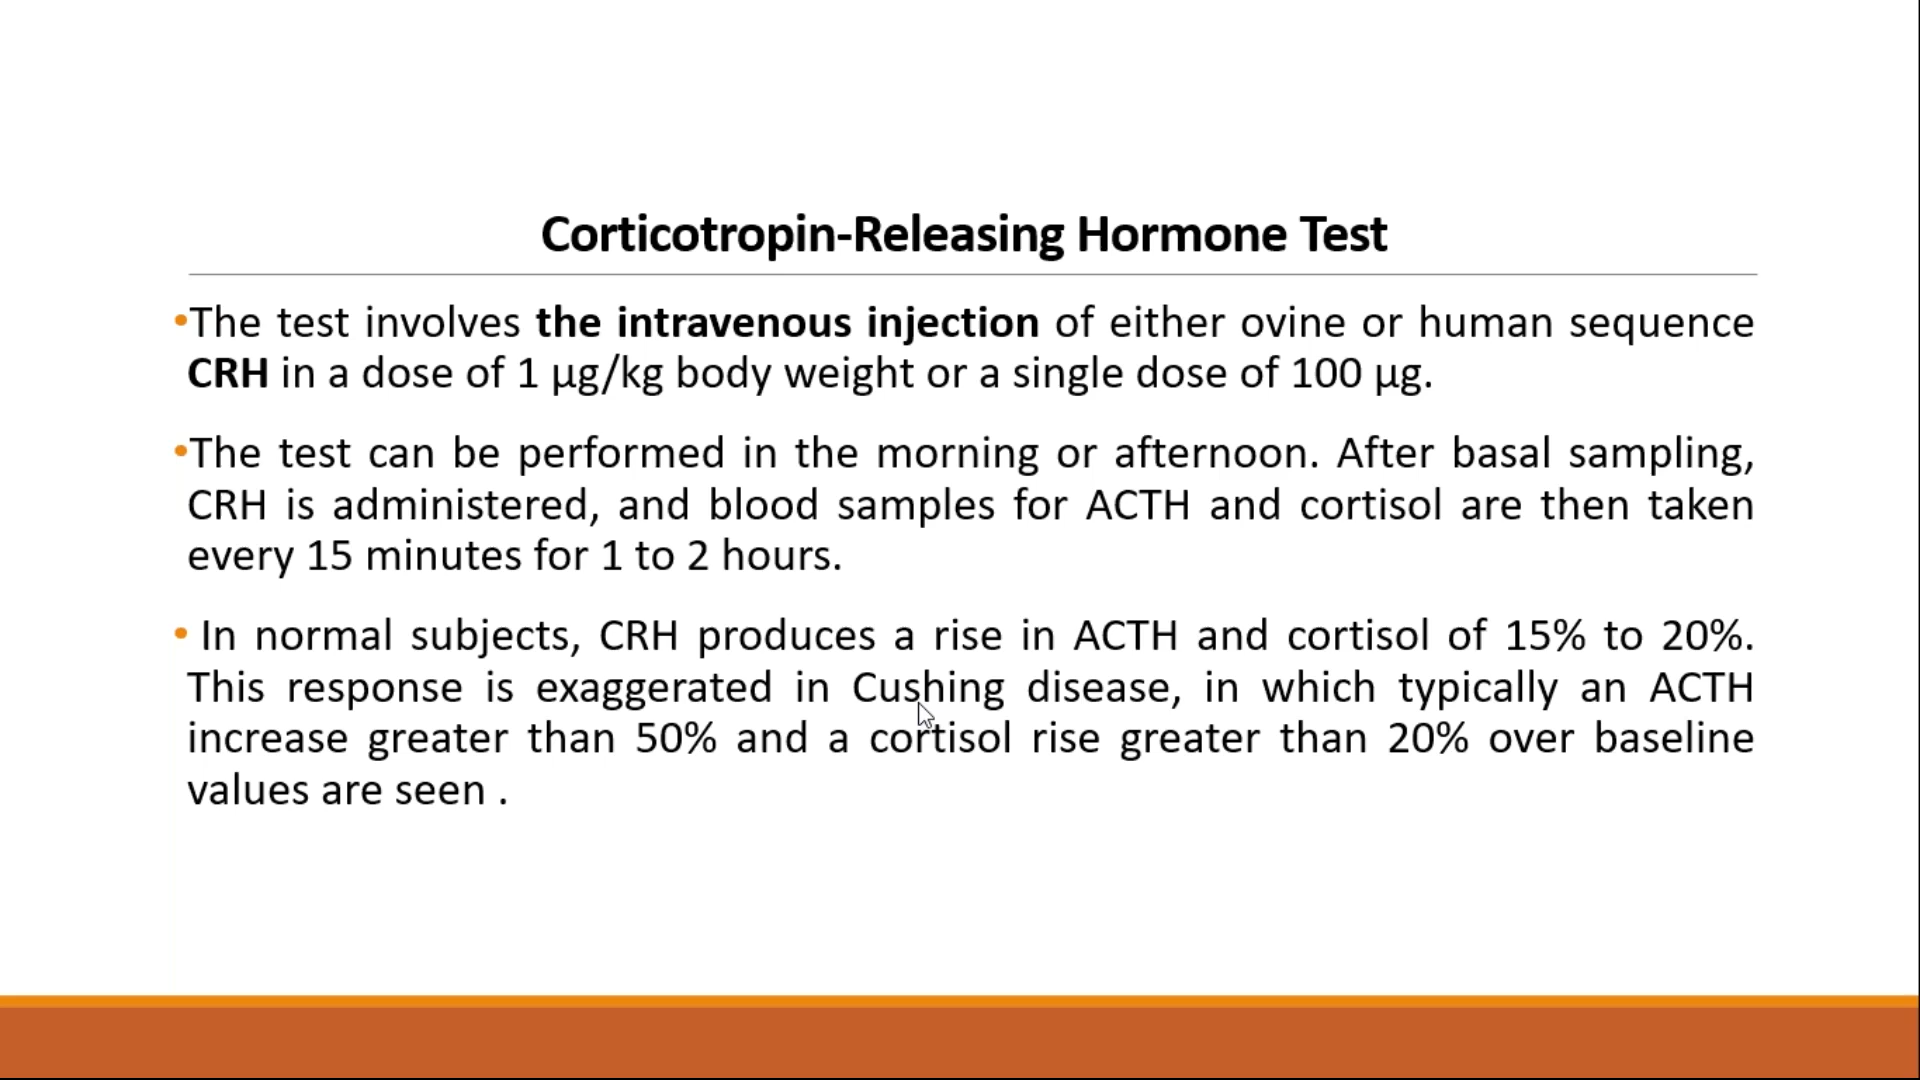 Corticotropin-Releasing Hormone Test
•The test involves the intravenous injection of either ovine or human sequence
CRH in a dose of 1 µg/kg body weight or a single dose of 100 µg.
•The test can be performed in the morning or afternoon. After basal sampling,
CRH is administered, and blood samples for ACTH and cortisol are then taken
every 15 minutes for 1 to 2 hours.
• In normal subjects, CRH produces a rise in ACTH and cortisol of 15% to 20%.
This response is exaggerated in Cushing disease, in which typically an ACTH
increase greater than 50% and a cortisol rise greater than 20% over baseline
values are seen .